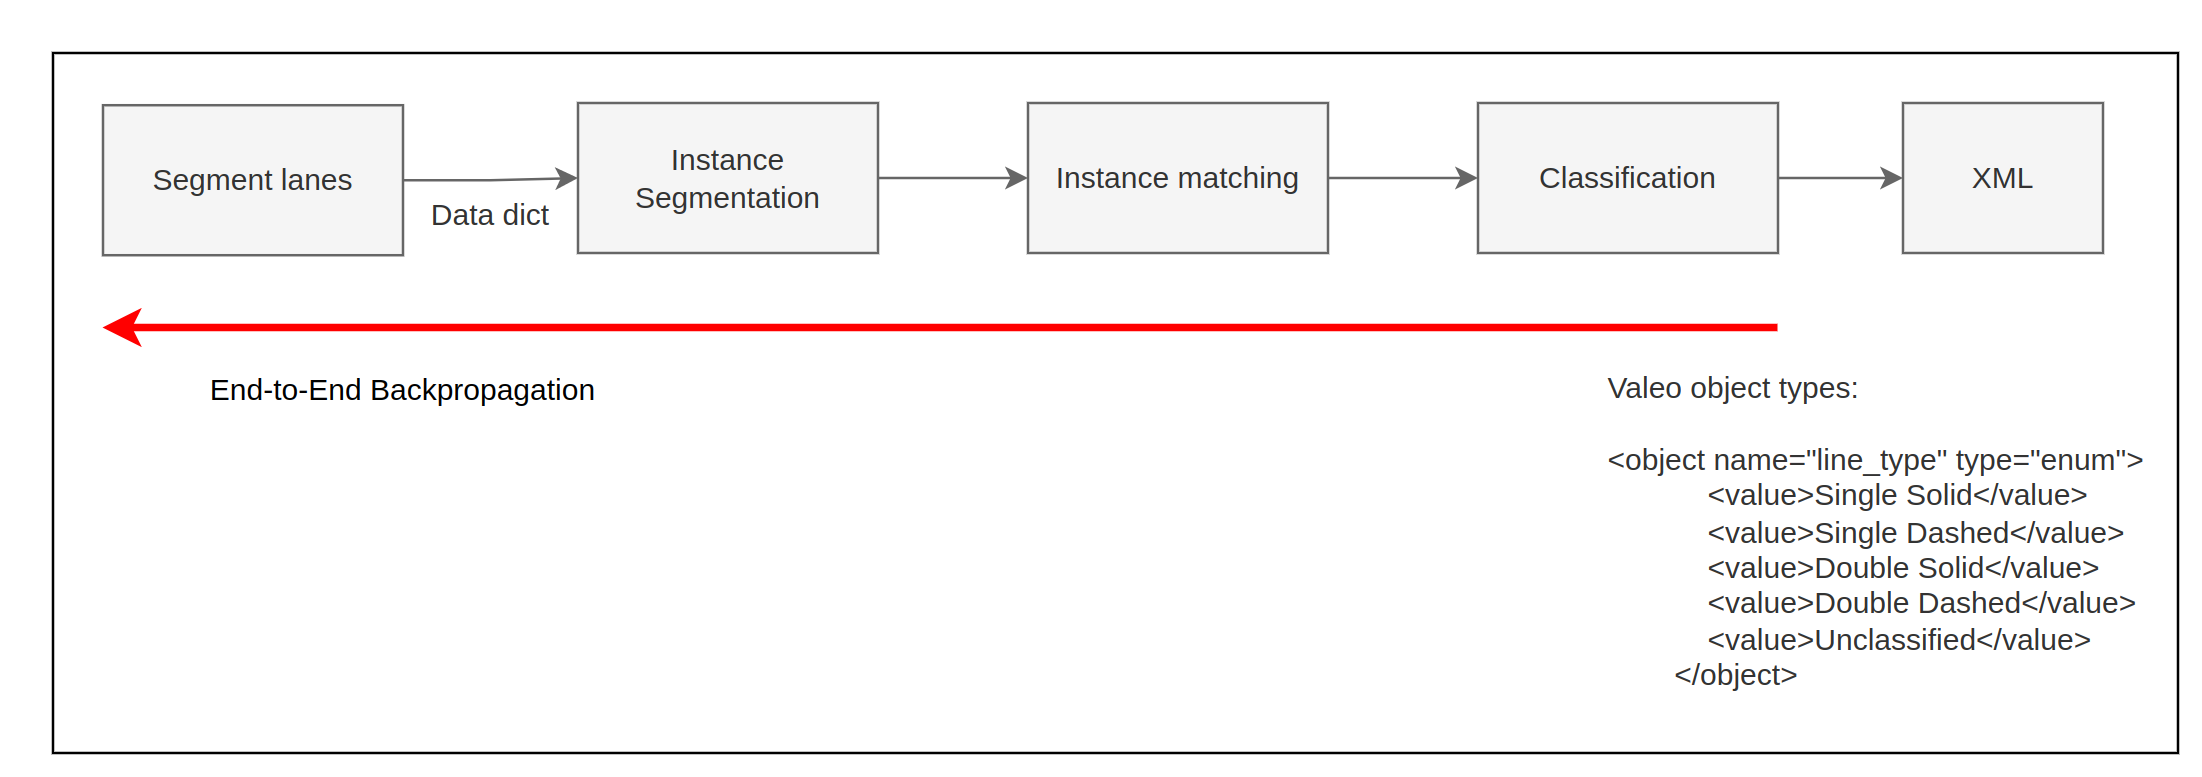 Segment lanes
Data dict
Instance
Segmentation
Instance matching
Classification
XML
End-to-End Backpropagation
Valeo object types:
<object name="line_type" type="enum">
<value>Single Solid</value>
<value>Single Dashed</value>
<value>Double Solid</value>
<value>Double Dashed</value>
<value>Unclassified</value>
</object>